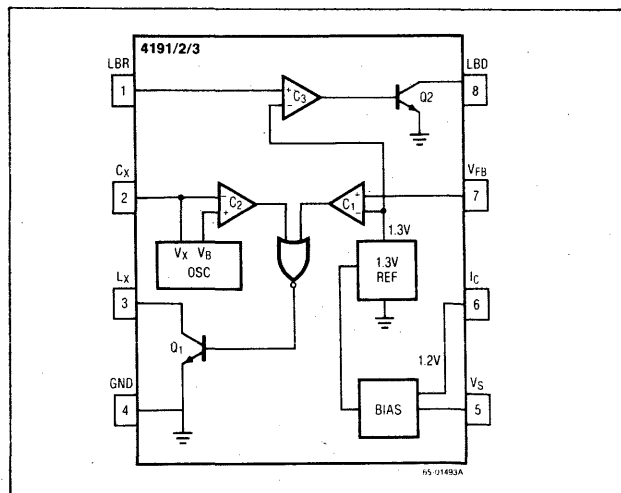 4191/2/3
LBR
1
+
C3
−
Q2
LBD
8
CX
2
−
C2
+
+
C1
−
VFB
7
VX VB
OSC
1.3V
1.3V
REF
IC
6
LX
3
Q1
1.2V
GND
4
BIAS
VS
5
65-01493A